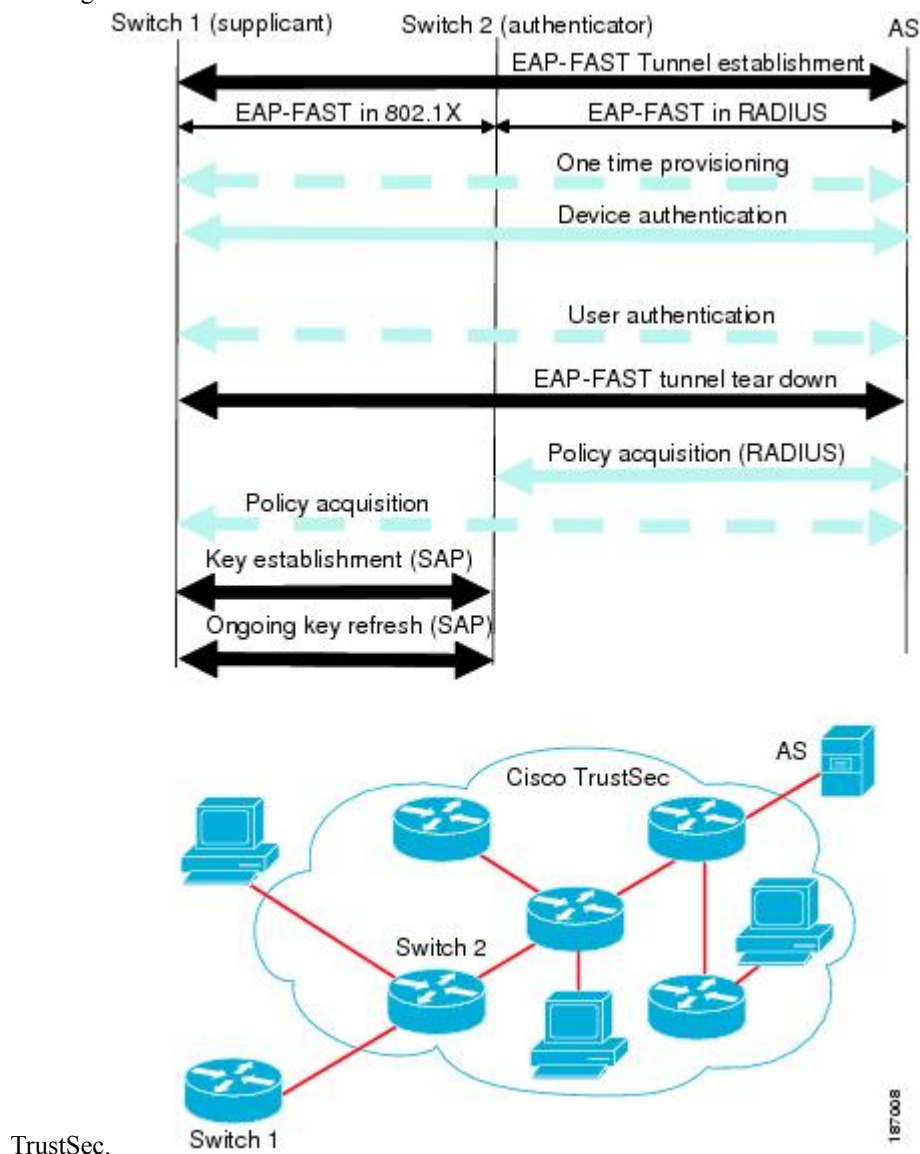 Switch 1 (supplicant) Switch 2 (authenticator) AS
EAP-FAST Tunnel establishment
EAP-FAST in 802.1X EAP-FAST in RADIUS
One time provisioning
Device authentication
User authentication
EAP-FAST tunnel tear down
Policy acquisition (RADIUS)
Policy acquisition
Key establishment (SAP)
Ongoing key refresh (SAP)
AS
Cisco TrustSec
Switch 2
187008
TrustSec. Switch 1